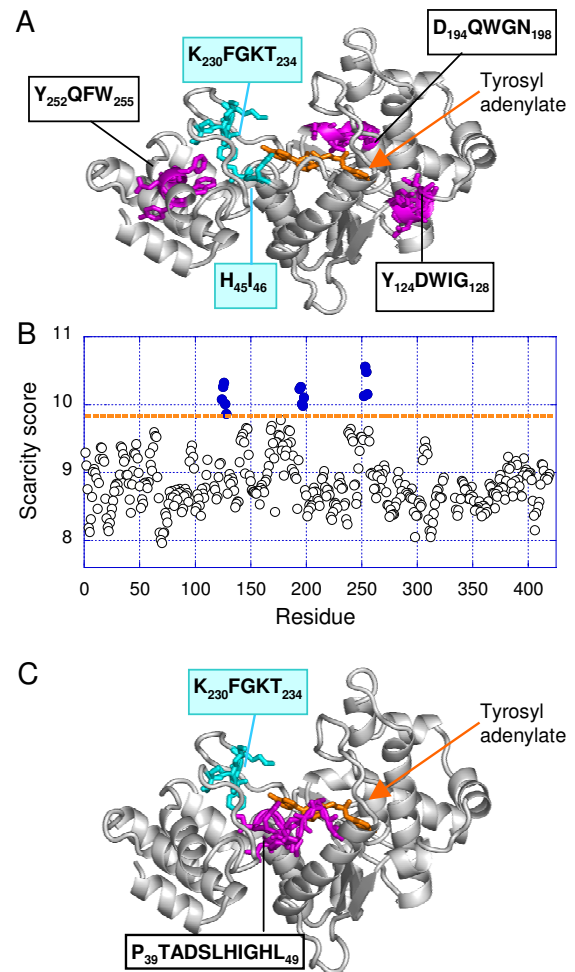 A
D₁₉₄QWGN₁₉₈
K₂₃₀FGKT₂₃₄
Y₂₅₂QFW₂₅₅
Tyrosyl
adenylate
H₄₅I₄₆
Y₁₂₄DWIG₁₂₈
B
11
10
9
8
Scarcity score
0 50 100 150 200 250 300 350 400
Residue
C
K₂₃₀FGKT₂₃₄
Tyrosyl
adenylate
P₃₉TADSLHIGHL₄₉